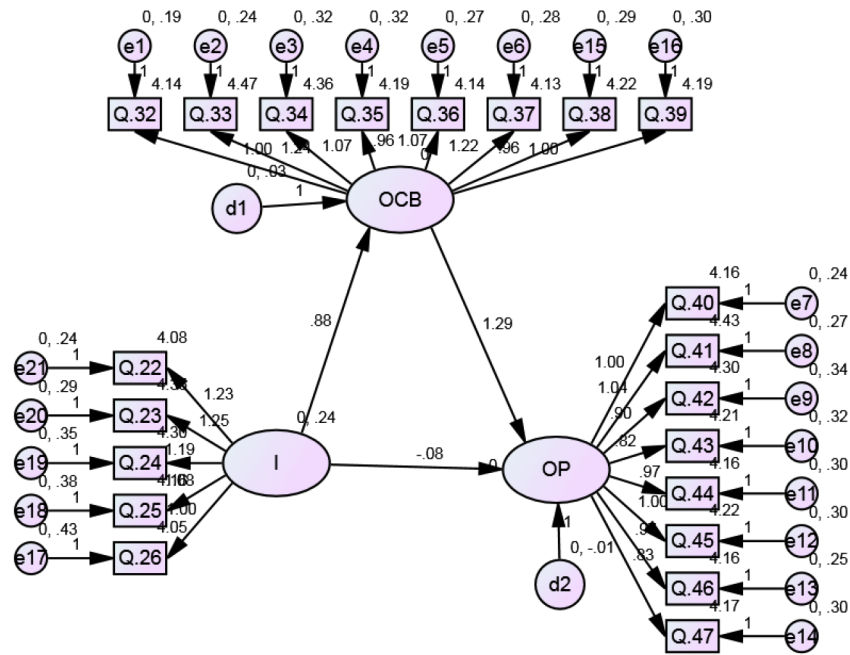 0, .19 0, .24 0, .32 0, .32 0, .27 0, .28 0, .29 0, .30
e1 e2 e3 e4 e5 e6 e15 e16
1 1 1 1 1 1 1 1
4.14 4.47 4.36 4.19 4.14 4.13 4.22 4.19
Q.32 Q.33 Q.34 Q.35 Q.36 Q.37 Q.38 Q.39
1.00 1.07 .96 1.07 1.22 .96 1.00
0, .03 0
d1 1 OCB
.88 1.29
4.16 0, .24
Q.40 1 e7
4.43 0, .27
Q.41 1 e8
4.30 0, .34
Q.42 1 e9
4.21 0, .32
Q.43 1 e10
4.16 0, .30
Q.44 1 e11
4.22 0, .30
Q.45 1 e12
4.16 0, .25
Q.46 1 e13
4.17 0, .30
Q.47 1 e14
1.00
1.04
.90
.82
.97
1.00
.83
0, .24 4.08
e21 1 Q.22
0, .29
e20 1 Q.23
0, .35 4.30
e19 1 Q.24
0, .38
e18 1 Q.25
0, .43 4.05
e17 1 Q.26
1.23
1.25
1.19
1.00
0, .24
I -.08 0 OP
1
0, -.01
d2